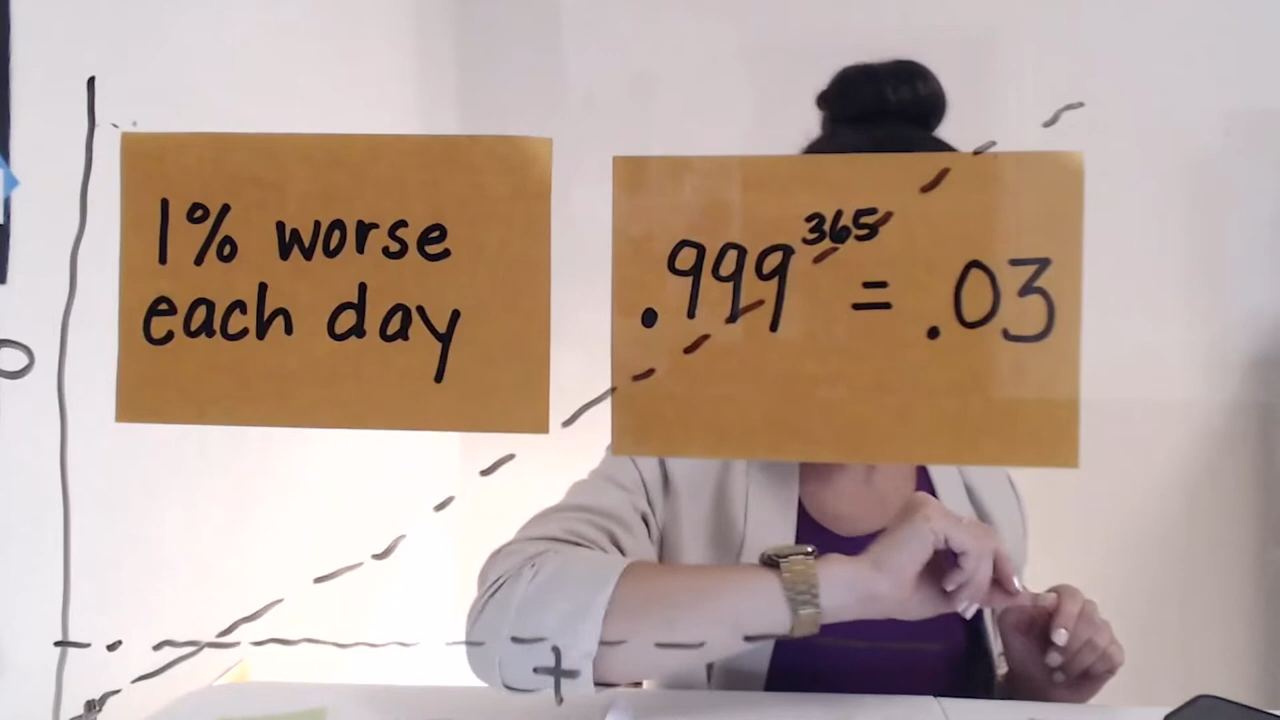 1% worse
each day
.999³⁶⁵ = .03